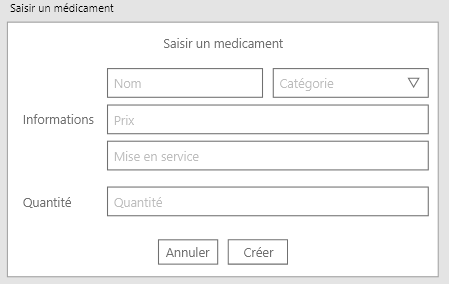 Saisir un médicament
Saisir un medicament
Nom Catégorie
Informations Prix
Mise en service
Quantité Quantité
Annuler Créer